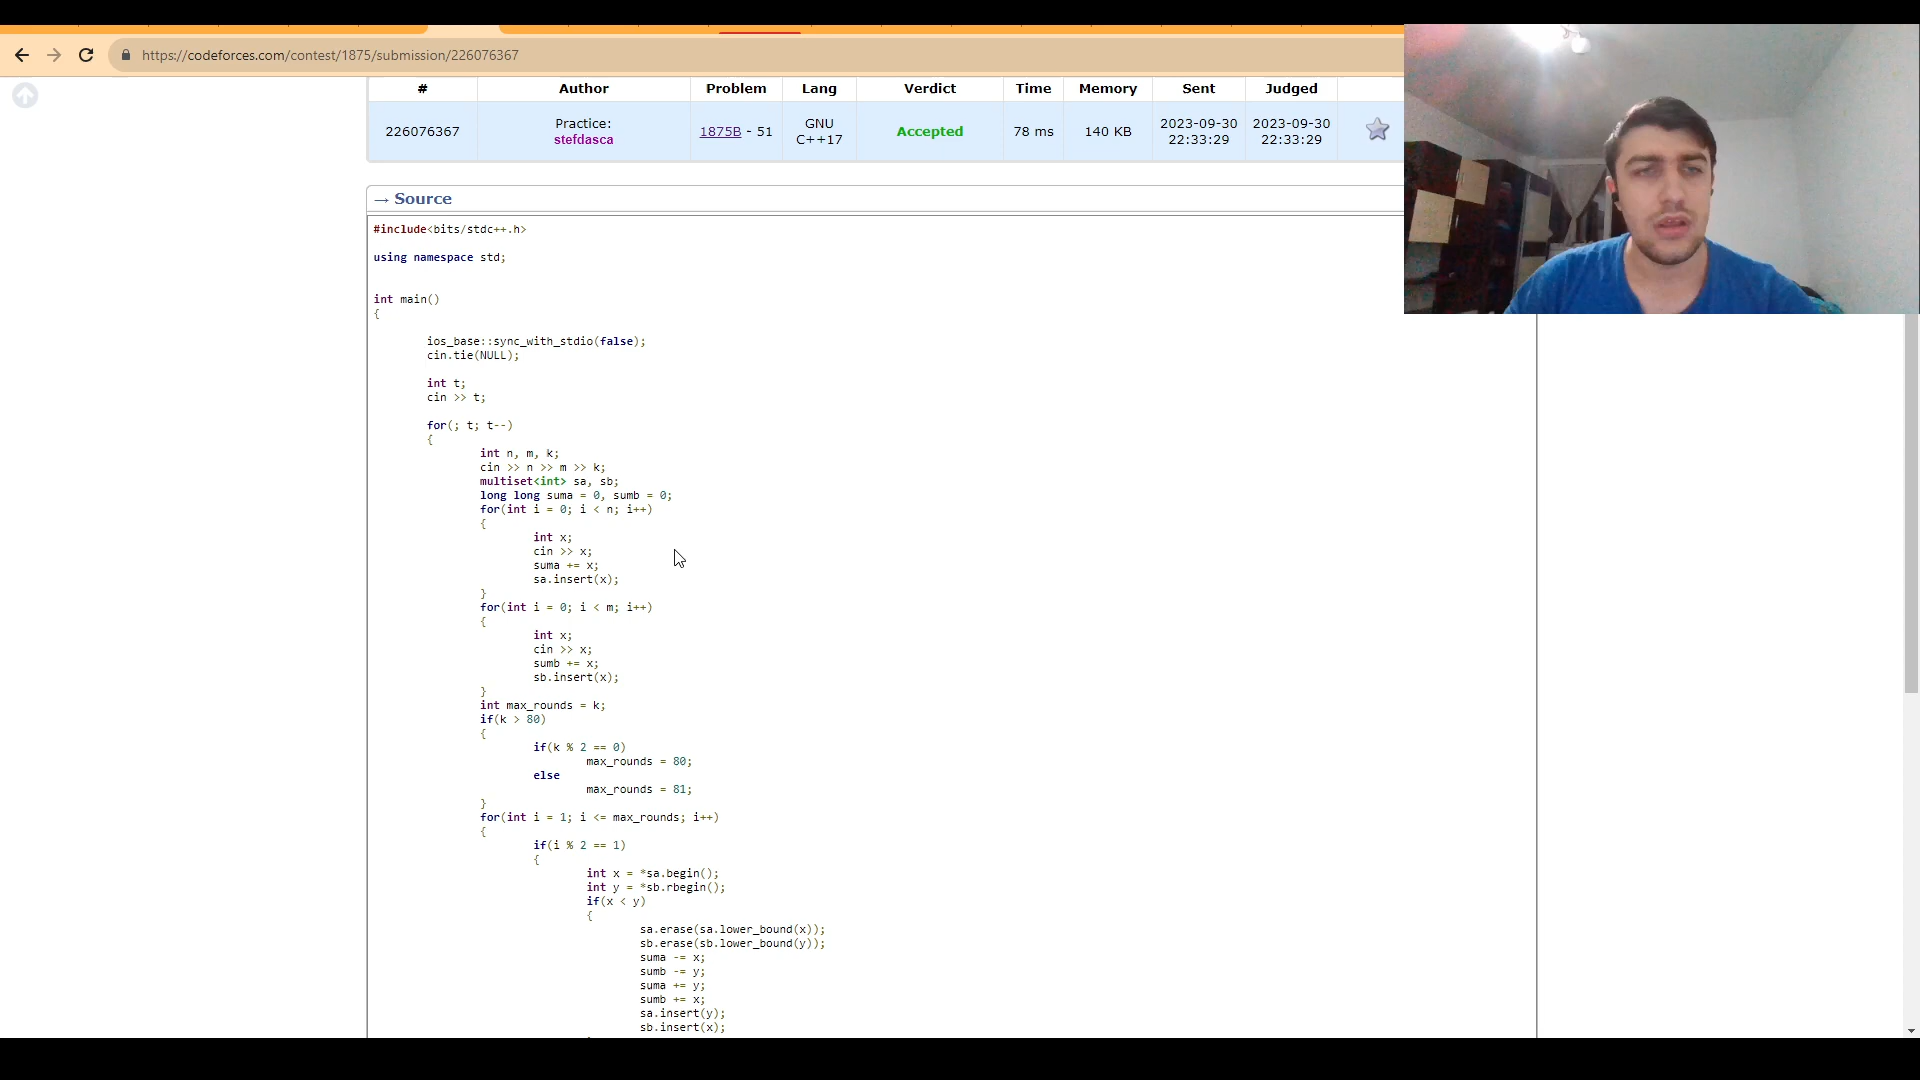 https://codeforces.com/contest/1875/submission/226076367
# Author Problem Lang Verdict Time Memory Sent Judged
226076367 Practice: stefdasca 1875B - 51 GNU C++17 Accepted 78 ms 140 KB 2023-09-30 22:33:29 2023-09-30 22:33:29
→ Source
#include<bits/stdc++.h>
using namespace std;
int main()
{
ios_base::sync_with_stdio(false);
cin.tie(NULL);
int t;
cin >> t;
for(; t; t--)
{
int n, m, k;
cin >> n >> m >> k;
multiset<int> sa, sb;
long long suma = 0, sumb = 0;
for(int i = 0; i < n; i++)
{
int x;
cin >> x;
suma += x;
sa.insert(x);
}
for(int i = 0; i < m; i++)
{
int x;
cin >> x;
sumb += x;
sb.insert(x);
}
int max_rounds = k;
if(k > 80)
{
if(k % 2 == 0)
max_rounds = 80;
else
max_rounds = 81;
}
for(int i = 1; i <= max_rounds; i++)
{
if(i % 2 == 1)
{
int x = *sa.begin();
int y = *sb.rbegin();
if(x < y)
{
sa.erase(sa.lower_bound(x));
sb.erase(sb.lower_bound(y));
suma -= x;
sumb -= y;
suma += y;
sumb += x;
sa.insert(y);
sb.insert(x);